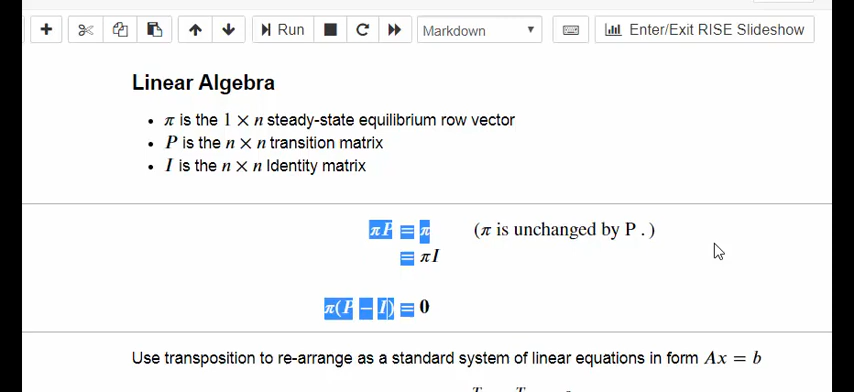 Run
Markdown
Enter/Exit RISE Slideshow
Linear Algebra
• π is the 1 × n steady-state equilibrium row vector
• P is the n × n transition matrix
• I is the n × n Identity matrix
πP = π (π is unchanged by P . )
= πI
π(P − I) = 0
Use transposition to re-arrange as a standard system of linear equations in form Ax = b